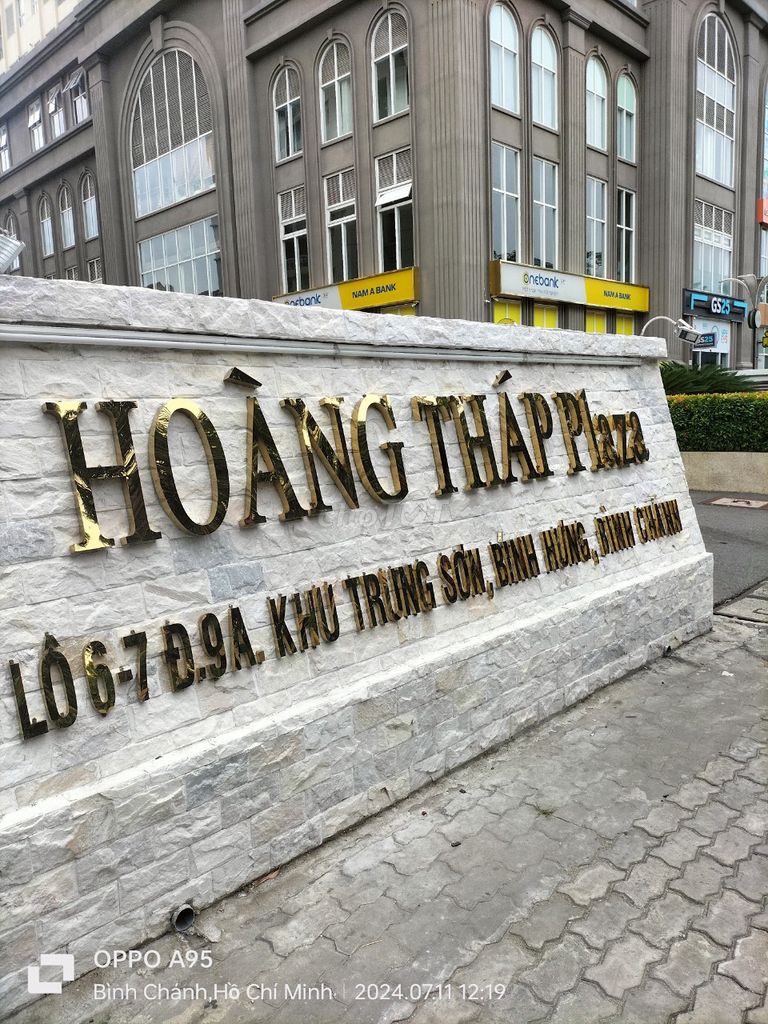 onebank
NAM A BANK
onebank
NAM A BANK
GS25
GS25
HOÀNG THÁP Plaza
LÔ 6-7 Đ.9A. KHU TRUNG SƠN, BÌNH HƯNG, BÌNH CHÁNH
OPPO A95
Bình Chánh,Hồ Chí Minh 2024.07.11 12:19